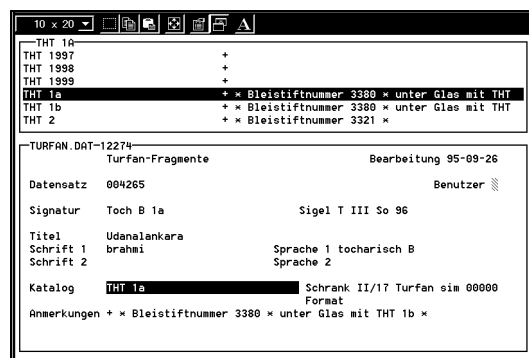 10 x 20
A
THT 1A
THT 1997 +
THT 1998 +
THT 1999 +
THT 1a + * Bleistiftnummer 3380 * unter Glas mit THT
THT 1b + * Bleistiftnummer 3380 * unter Glas mit THT
THT 2 + * Bleistiftnummer 3321 *
TURFAN.DAT-12274
Turfan-Fragmente Bearbeitung 95-09-26
Datensatz 004265 Benutzer
Signatur Toch B 1a Sigel T III So 96
Titel Udanalankara
Schrift 1 brahmi Sprache 1 tocharisch B
Schrift 2 Sprache 2
Katalog THT 1a Schrank II/17 Turfan sim 00000
Format
Anmerkungen + * Bleistiftnummer 3380 * unter Glas mit THT 1b *